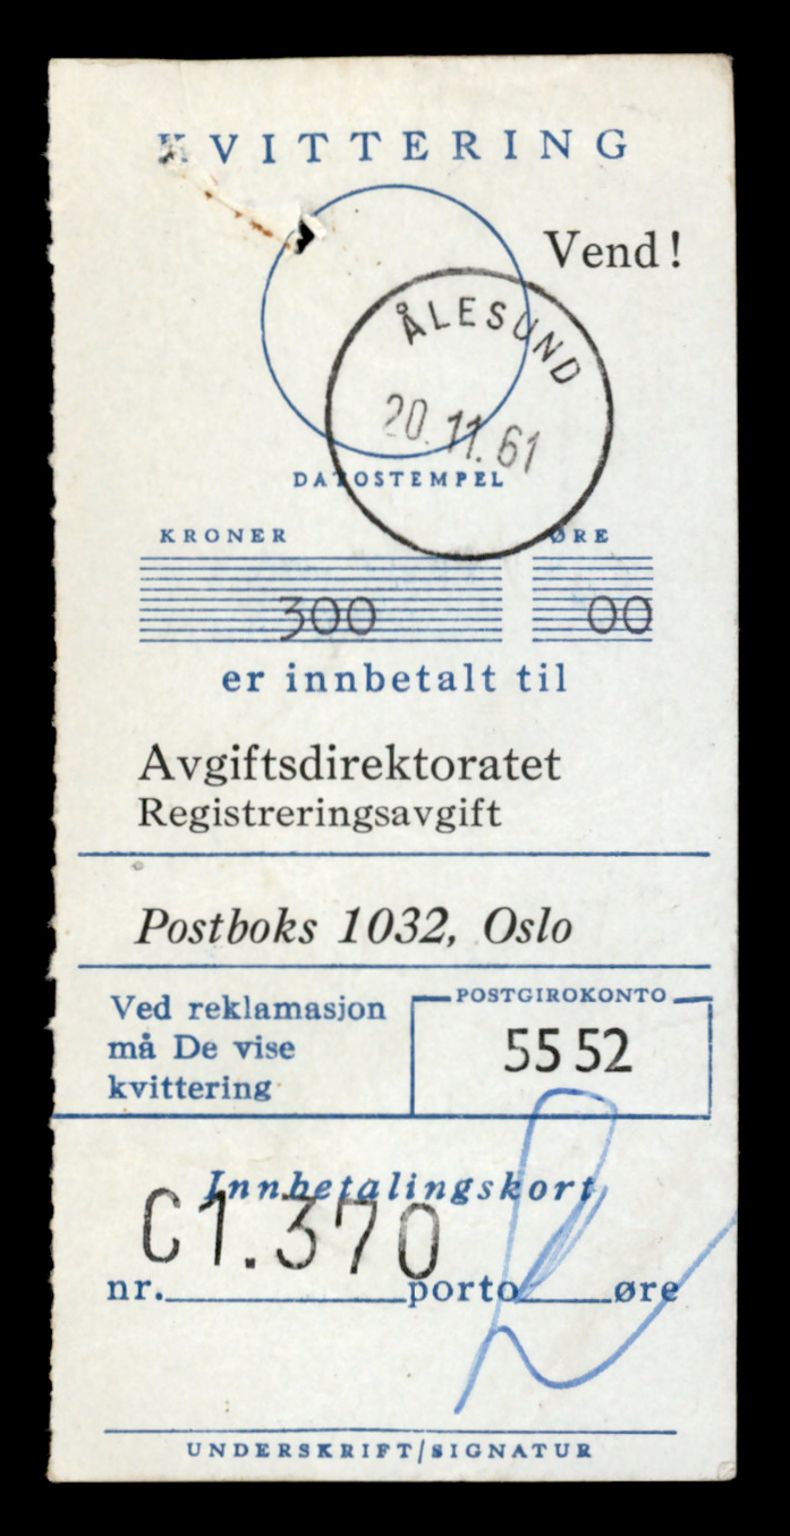 KVITTERING
Vend!
ÅLESUND
20.11.61
DATOSTEMPEL
KRONER ØRE
300 00
er innbetalt til
Avgiftsdirektoratet
Registreringsavgift
Postboks 1032, Oslo
Ved reklamasjon
må De vise
kvittering
POSTGIROKONTO
55 52
Innbetalingskort
C1.370
nr. porto øre
UNDERSKRIFT/SIGNATUR